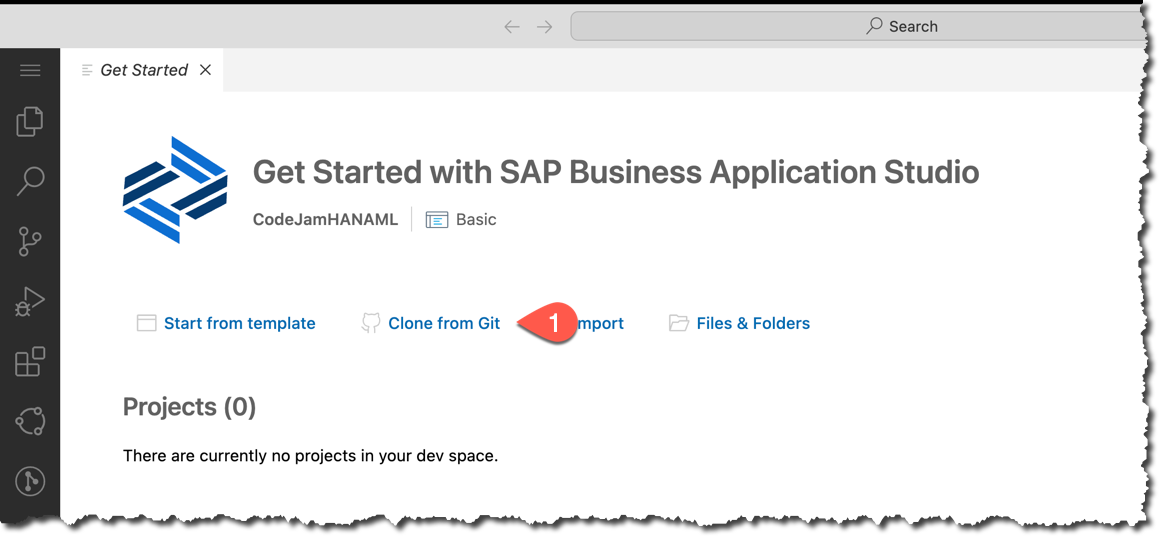 Search
Get Started
Get Started with SAP Business Application Studio
CodeJamHANAML Basic
Start from template Clone from Git 1 mport Files & Folders
Projects (0)
There are currently no projects in your dev space.